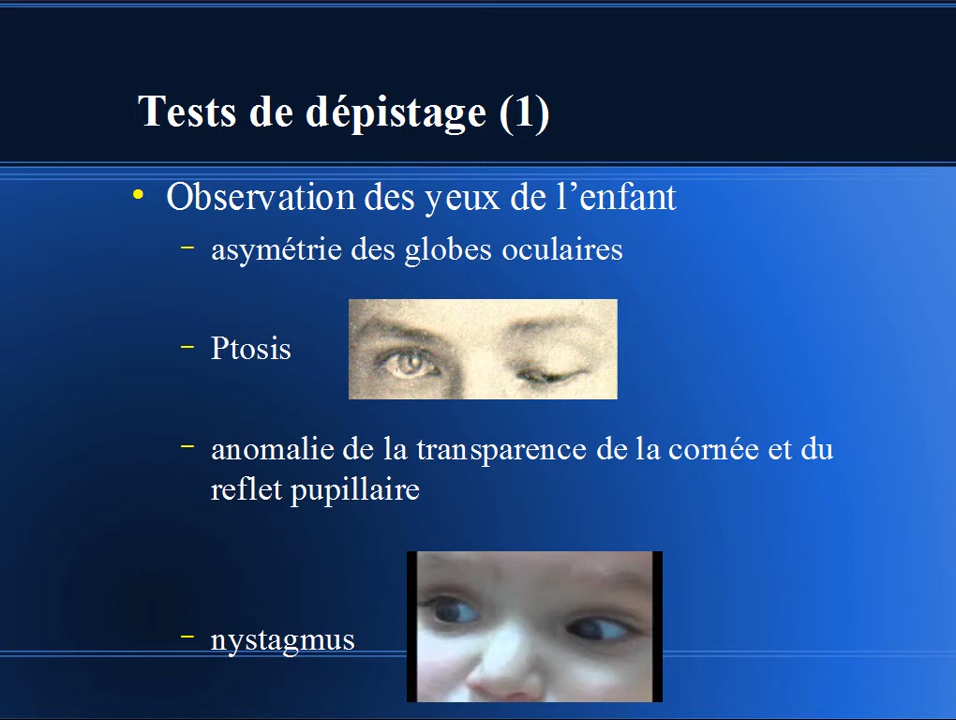 Tests de dépistage (1)
• Observation des yeux de l’enfant
– asymétrie des globes oculaires
– Ptosis
– anomalie de la transparence de la cornée et du
reflet pupillaire
– nystagmus